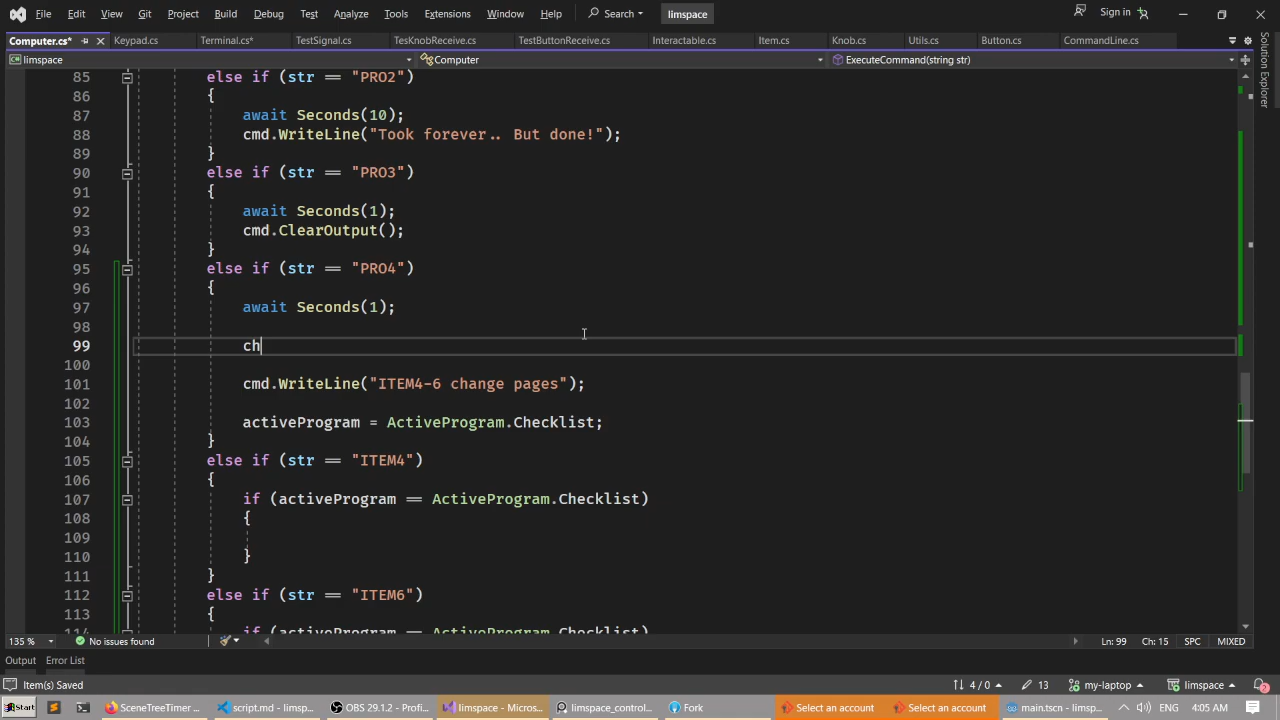 File Edit View Git Project Build Debug Test Analyze Tools Extensions Window Help Search limspace Sign in
Computer.cs* Keypad.cs Terminal.cs* TestSignal.cs TesKnobReceive.cs TestButtonReceive.cs Interactable.cs Item.cs Knob.cs Utils.cs Button.cs CommandLine.cs
limspace Computer ExecuteCommand(string str)
Solution Explorer
85 else if (str == "PRO2")
86 {
87 await Seconds(10);
88 cmd.WriteLine("Took forever.. But done!");
89 }
90 else if (str == "PRO3")
91 {
92 await Seconds(1);
93 cmd.ClearOutput();
94 }
95 else if (str == "PRO4")
96 {
97 await Seconds(1);
98
99 ch
100
101 cmd.WriteLine("ITEM4-6 change pages");
102
103 activeProgram = ActiveProgram.Checklist;
104 }
105 else if (str == "ITEM4")
106 {
107 if (activeProgram == ActiveProgram.Checklist)
108 {
109
110 }
111 }
112 else if (str == "ITEM6")
113 {
if (activeProgram == ActiveProgram.Checklist)
135 % No issues found Ln: 99 Ch: 15 SPC MIXED
Output Error List
Item(s) Saved 4 / 0 13 my-laptop limspace 2
Start SceneTreeTimer ... script.md - limsp... OBS 29.1.2 - Profi... limspace - Micros... limspace_control... Fork Select an account Select an account main.tscn - limsp... ENG 4:05 AM